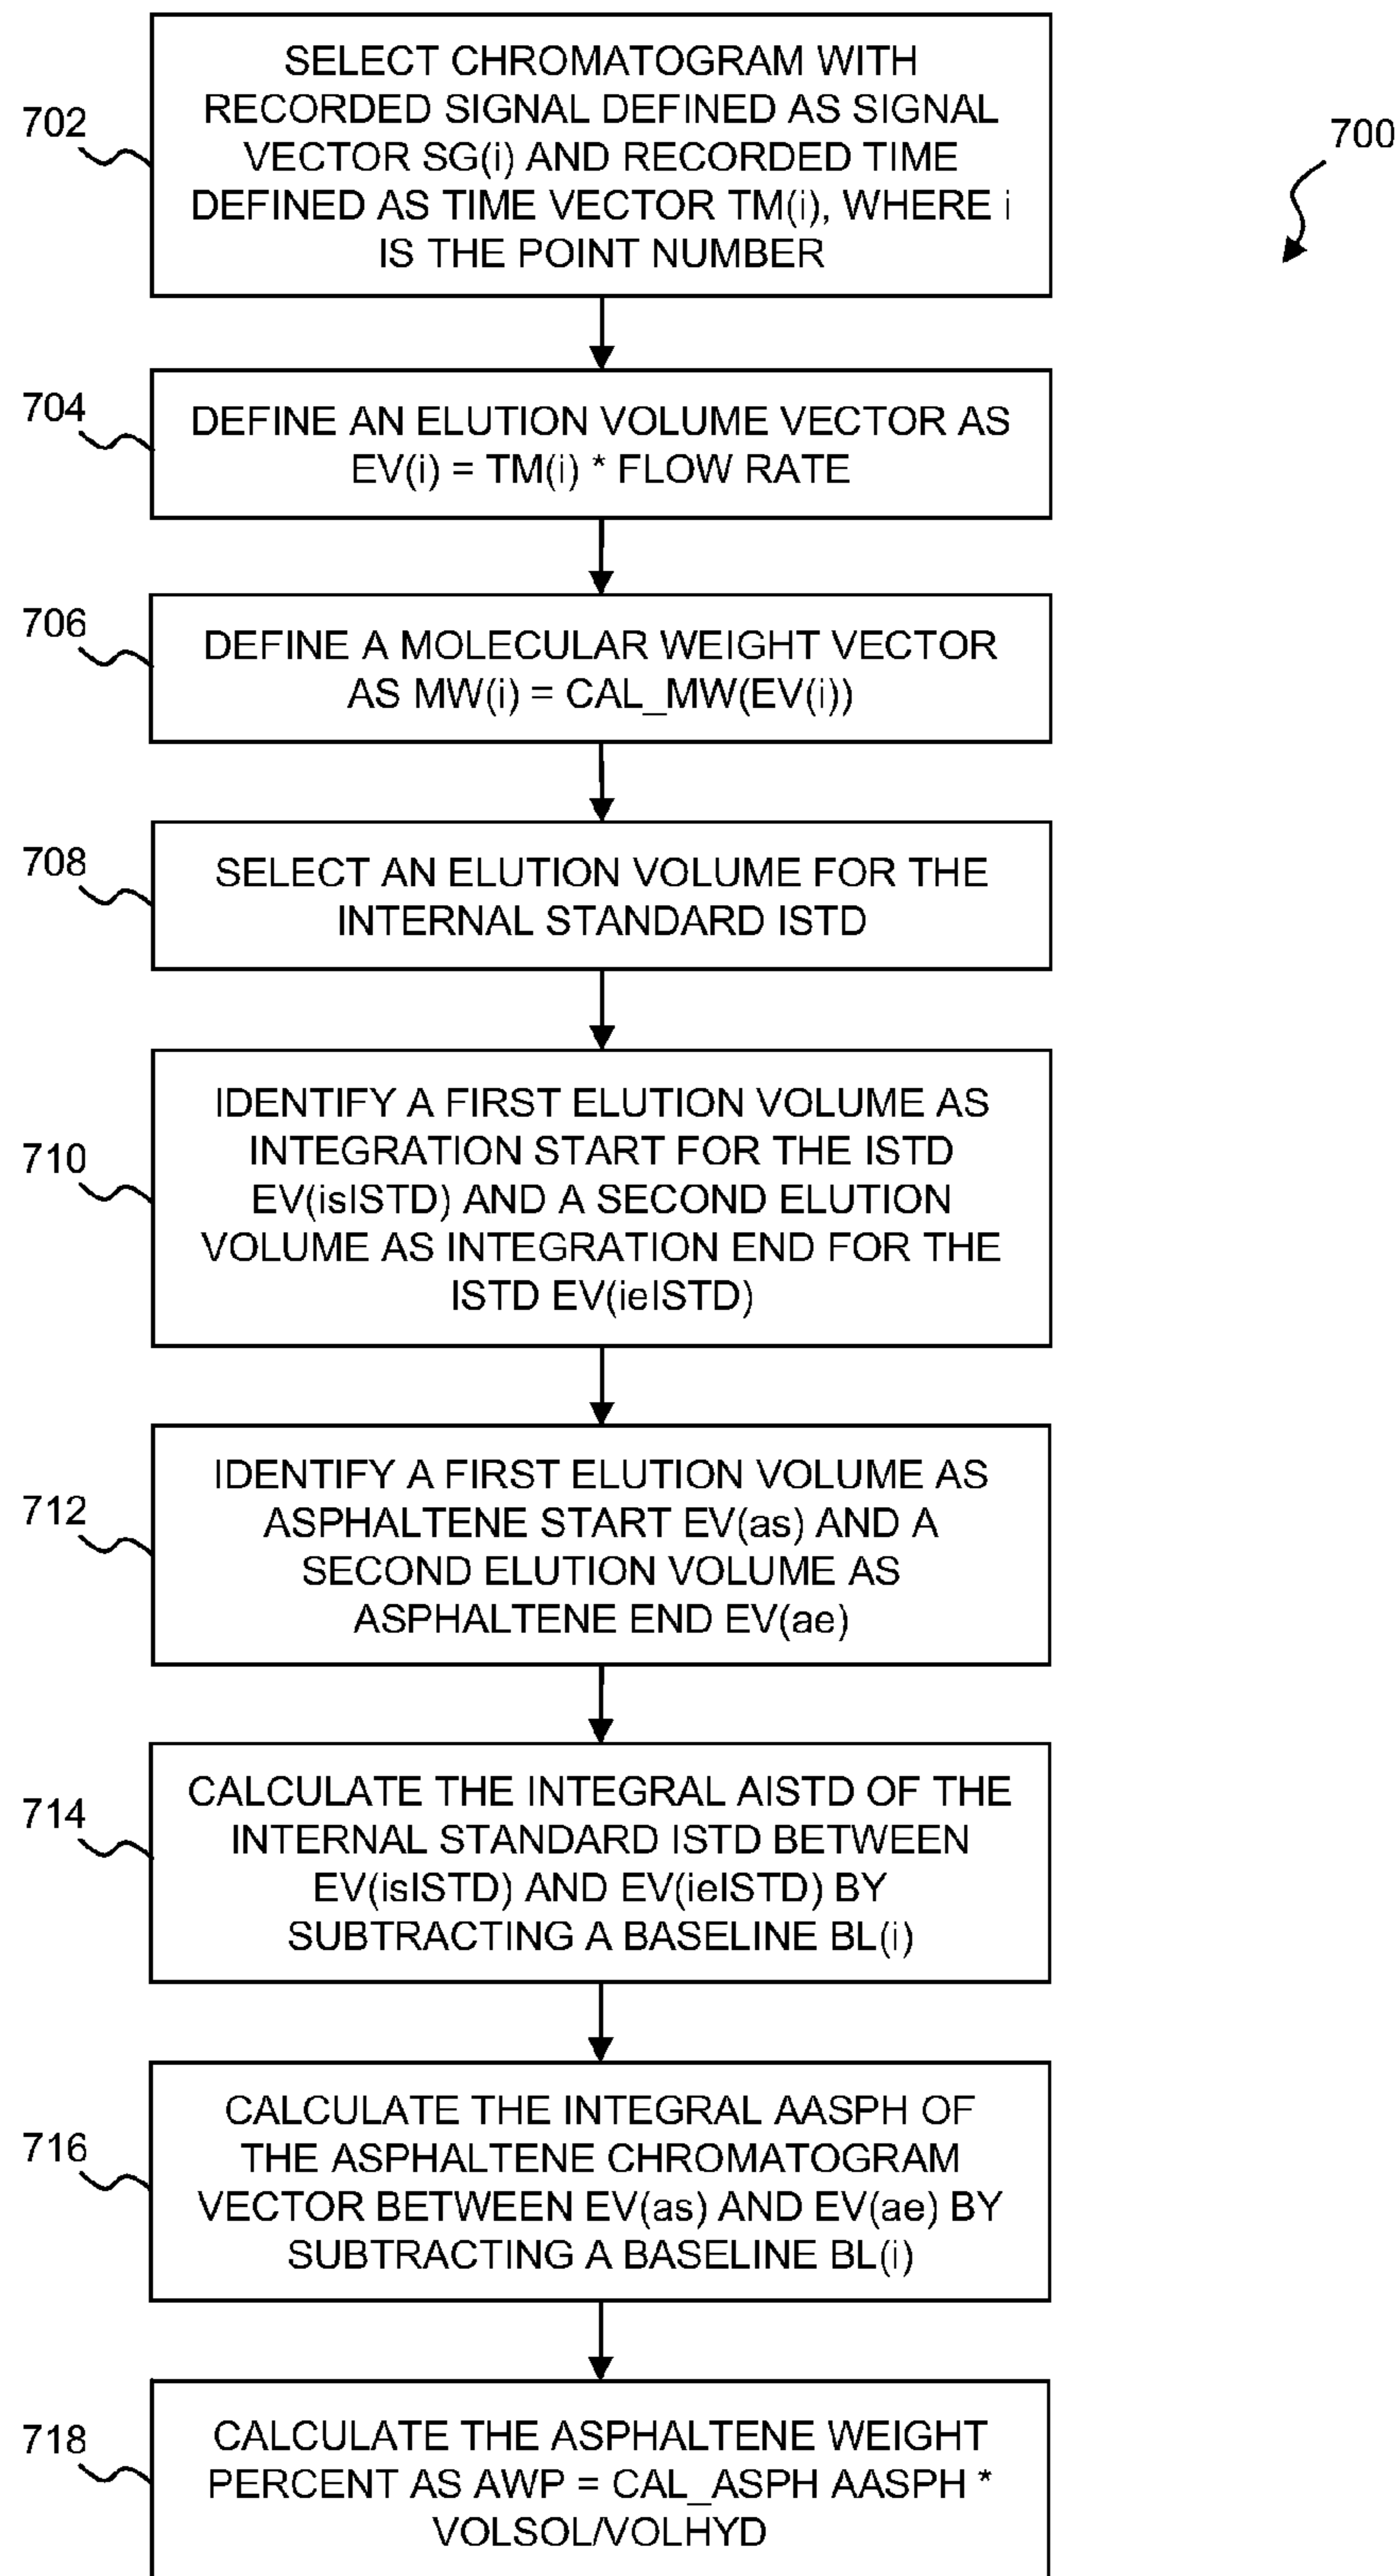 702
SELECT CHROMATOGRAM WITH
RECORDED SIGNAL DEFINED AS SIGNAL
VECTOR SG(i) AND RECORDED TIME
DEFINED AS TIME VECTOR TM(i), WHERE i
IS THE POINT NUMBER
700
704
DEFINE AN ELUTION VOLUME VECTOR AS
EV(i) = TM(i) * FLOW RATE
706
DEFINE A MOLECULAR WEIGHT VECTOR
AS MW(i) = CAL_MW(EV(i))
708
SELECT AN ELUTION VOLUME FOR THE
INTERNAL STANDARD ISTD
710
IDENTIFY A FIRST ELUTION VOLUME AS
INTEGRATION START FOR THE ISTD
EV(isISTD) AND A SECOND ELUTION
VOLUME AS INTEGRATION END FOR THE
ISTD EV(ieISTD)
712
IDENTIFY A FIRST ELUTION VOLUME AS
ASPHALTENE START EV(as) AND A
SECOND ELUTION VOLUME AS
ASPHALTENE END EV(ae)
714
CALCULATE THE INTEGRAL AISTD OF THE
INTERNAL STANDARD ISTD BETWEEN
EV(isISTD) AND EV(ieISTD) BY
SUBTRACTING A BASELINE BL(i)
716
CALCULATE THE INTEGRAL AASPH OF
THE ASPHALTENE CHROMATOGRAM
VECTOR BETWEEN EV(as) AND EV(ae) BY
SUBTRACTING A BASELINE BL(i)
718
CALCULATE THE ASPHALTENE WEIGHT
PERCENT AS AWP = CAL_ASPH AASPH *
VOLSOL/VOLHYD